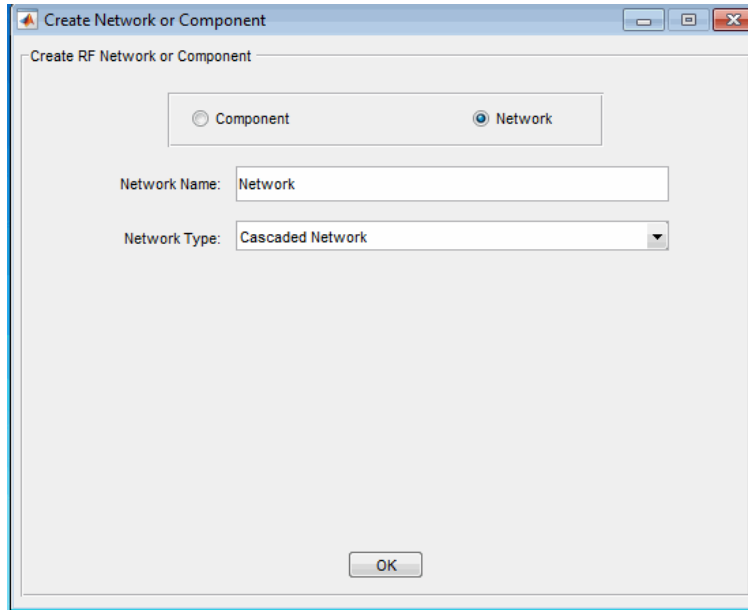 Create Network or Component
Create RF Network or Component
Component Network
Network Name: Network
Network Type: Cascaded Network
OK